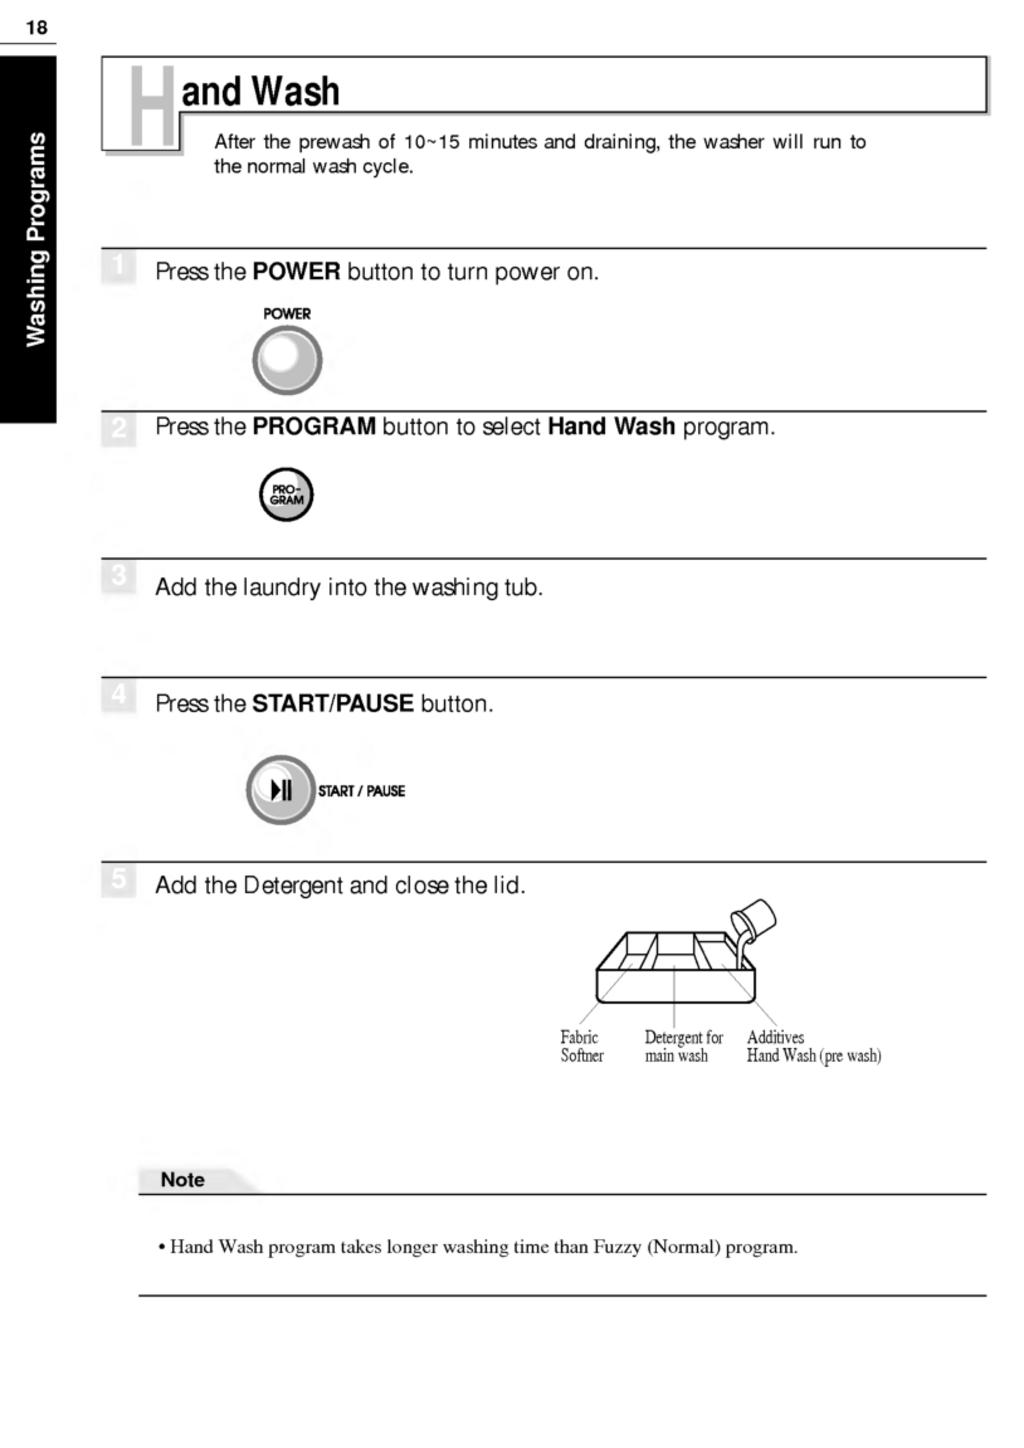 18
Washing Programs
Hand Wash
After the prewash of 10~15 minutes and draining, the washer will run to
the normal wash cycle.
1
Press the POWER button to turn power on.
POWER
2
Press the PROGRAM button to select Hand Wash program.
PRO-
GRAM
3
Add the laundry into the washing tub.
4
Press the START/PAUSE button.
START / PAUSE
5
Add the Detergent and close the lid.
Fabric
Softner
Detergent for
main wash
Additives
Hand Wash (pre wash)
Note
• Hand Wash program takes longer washing time than Fuzzy (Normal) program.